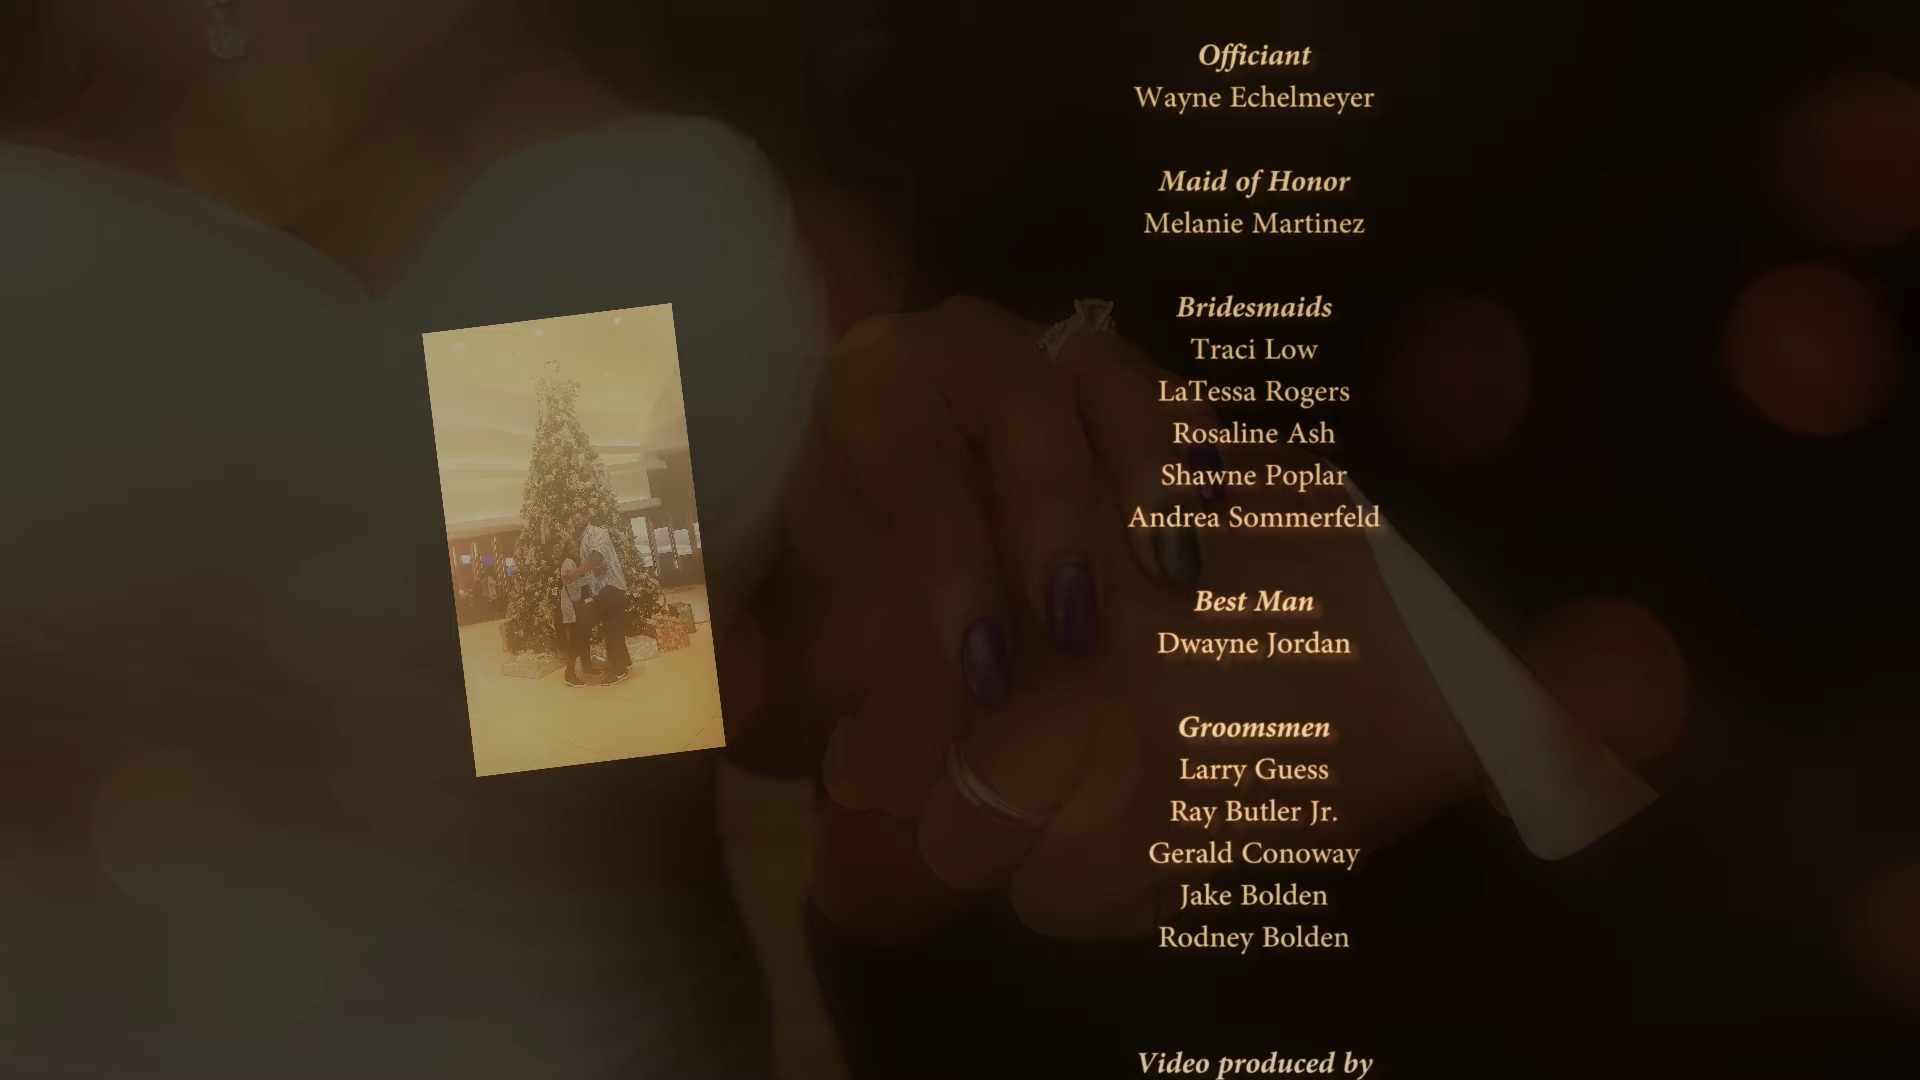 Officiant
Wayne Echelmeyer
Maid of Honor
Melanie Martinez
Bridesmaids
Traci Low
LaTessa Rogers
Rosaline Ash
Shawne Poplar
Andrea Sommerfeld
Best Man
Dwayne Jordan
Groomsmen
Larry Guess
Ray Butler Jr.
Gerald Conoway
Jake Bolden
Rodney Bolden
Video produced by